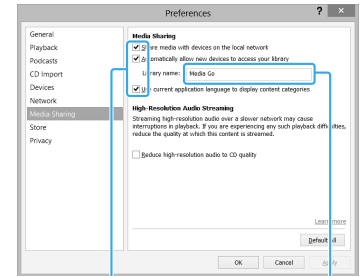 Preferences
?
×
General
Playback
Podcasts
CD Import
Devices
Network
Media Sharing
Store
Privacy
Media Sharing
Share media with devices on the local network
Automatically allow new devices to access your library
Library name: Media Go
Use current application language to display content categories
High-Resolution Audio Streaming
Streaming high-resolution audio over a slower network may cause
interruptions in playback. If you are experiencing any such playback difficulties,
reduce the quality at which this content is streamed.
Reduce high-resolution audio to CD quality
Learn more
Default All
OK
Cancel
Apply